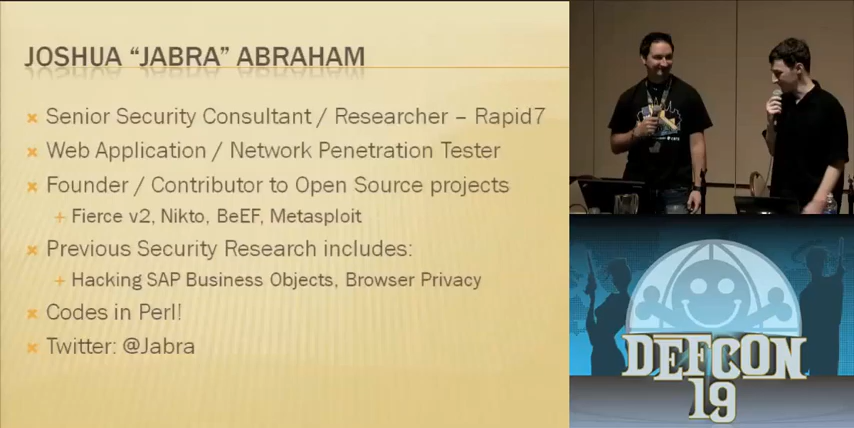 JOSHUA “JABRA” ABRAHAM
Senior Security Consultant / Researcher – Rapid7
Web Application / Network Penetration Tester
Founder / Contributor to Open Source projects
Fierce v2, Nikto, BeEF, Metasploit
Previous Security Research includes:
Hacking SAP Business Objects, Browser Privacy
Codes in Perl!
Twitter: @Jabra
DEFCON
19